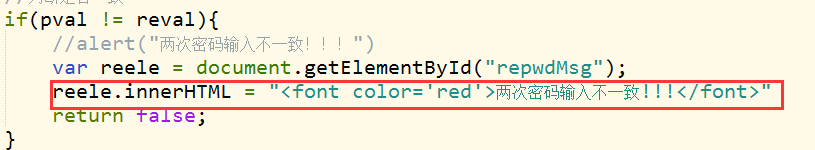 if(pval != reval){
//alert("两次密码输入不一致！！！")
var reele = document.getElementById("repwdMsg");
reele.innerHTML = "<font color='red'>两次密码输入不一致!!!</font>"
return false;
}